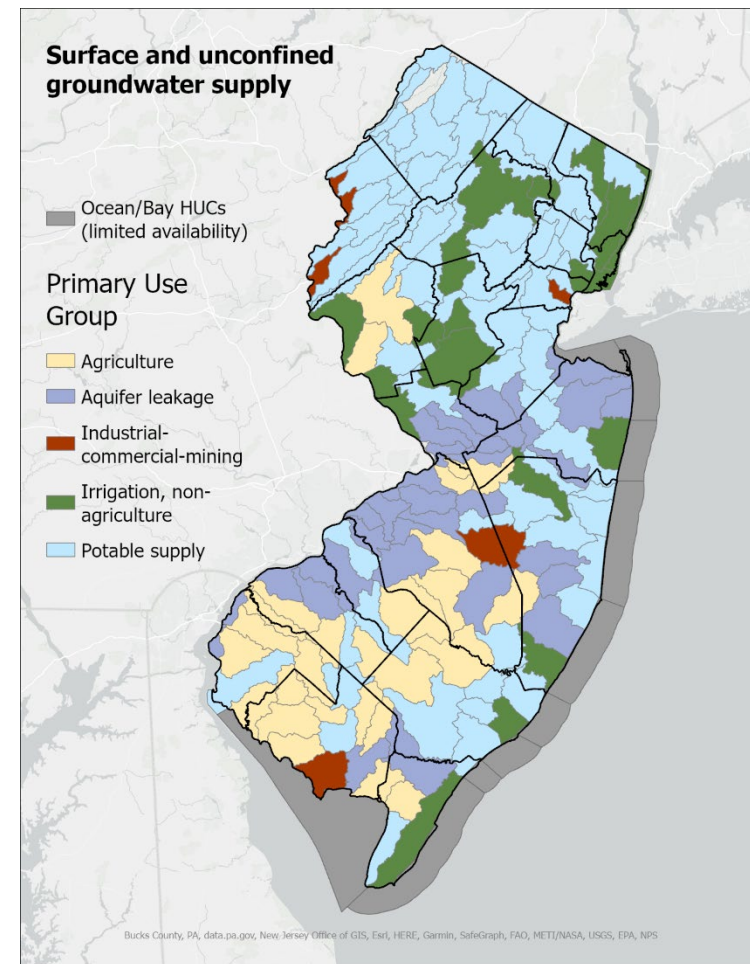 Surface and unconfined
groundwater supply
Ocean/Bay HUCs
(limited availability)
Primary Use
Group
Agriculture
Aquifer leakage
Industrial-
commercial-mining
Irrigation, non-
agriculture
Potable supply
Bucks County, PA, data.pa.gov, New Jersey Office of GIS, Esri, HERE, Garmin, SafeGraph, FAO, METI/NASA, USGS, EPA, NPS